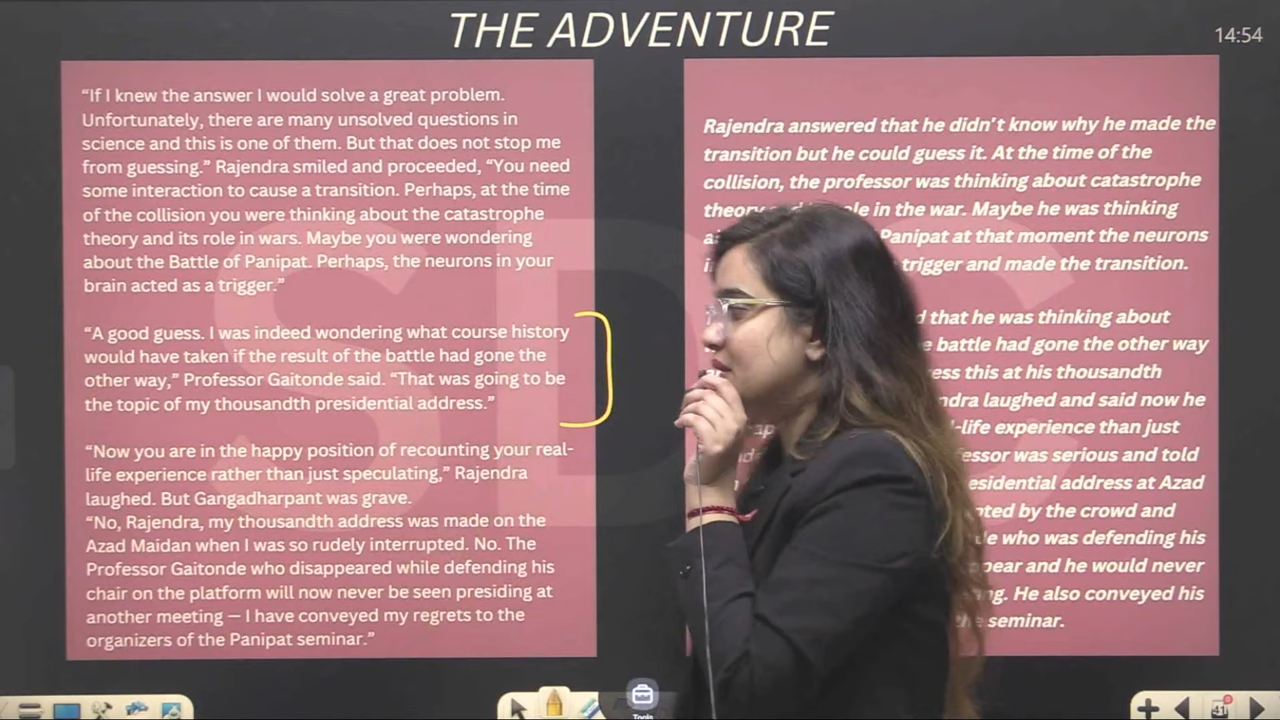 THE ADVENTURE
14:54
“If I knew the answer I would solve a great problem.
Unfortunately, there are many unsolved questions in
science and this is one of them. But that does not stop me
from guessing.” Rajendra smiled and proceeded, “You need
some interaction to cause a transition. Perhaps, at the time
of the collision you were thinking about the catastrophe
theory and its role in wars. Maybe you were wondering
about the Battle of Panipat. Perhaps, the neurons in your
brain acted as a trigger.”
“A good guess. I was indeed wondering what course history
would have taken if the result of the battle had gone the
other way,” Professor Gaitonde said. “That was going to be
the topic of my thousandth presidential address.”
“Now you are in the happy position of recounting your real-
life experience rather than just speculating,” Rajendra
laughed. But Gangadharpant was grave.
“No, Rajendra, my thousandth address was made on the
Azad Maidan when I was so rudely interrupted. No. The
Professor Gaitonde who disappeared while defending his
chair on the platform will now never be seen presiding at
another meeting — I have conveyed my regrets to the
organizers of the Panipat seminar.”
Rajendra answered that he didn't know why he made the
transition but he could guess it. At the time of the
collision, the professor was thinking about catastrophe
theory in the war. Maybe he was thinking
Panipat at that moment the neurons
trigger and made the transition.
that he was thinking about
battle had gone the other way
this at his thousandth
laughed and said now he
experience than just
was serious and told
address at Azad
by the crowd and
who was defending his
and he would never
He also conveyed his
seminar.
SDC
41
Tools